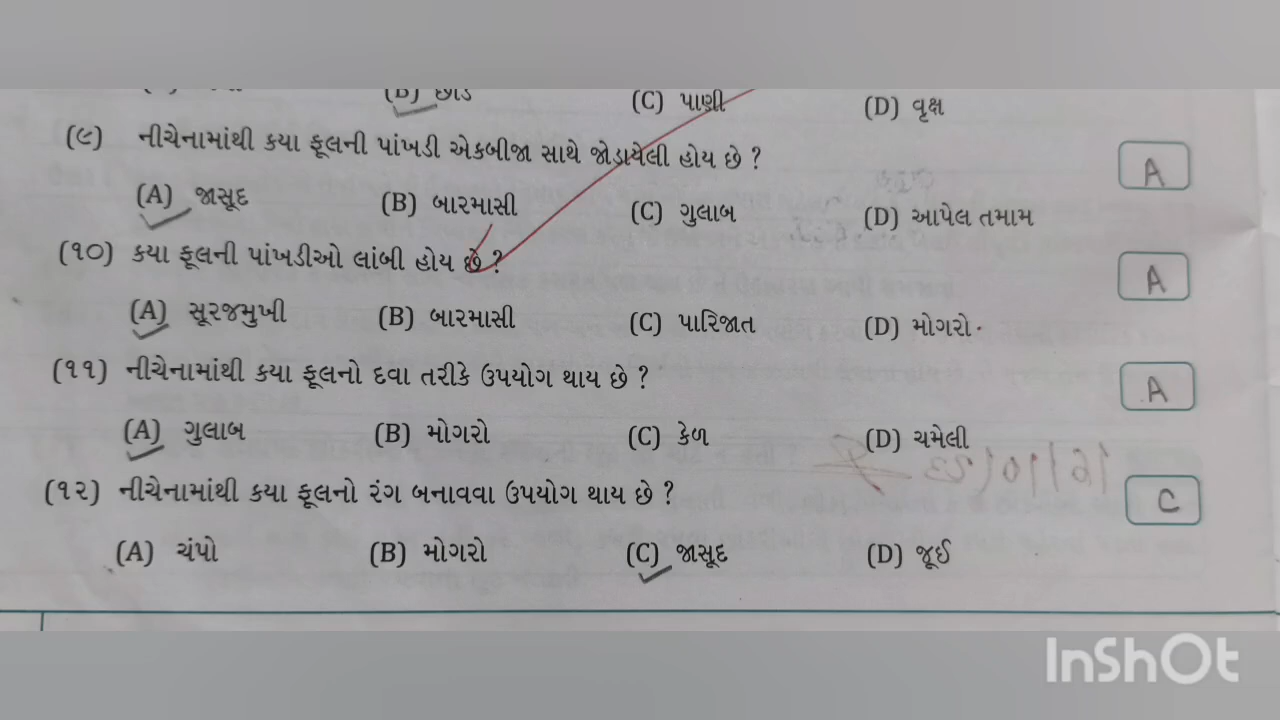 (B) છોડ (C) પાણી (D) વૃક્ષ
(૯) નીચેનામાંથી કયા ફૂલની પાંખડી એકબીજા સાથે જોડાયેલી હોય છે ? A
(A) જાસૂદ (B) બારમાસી (C) ગુલાબ (D) આપેલ તમામ
(૧૦) કયા ફૂલની પાંખડીઓ લાંબી હોય છે ? A
(A) સૂરજમુખી (B) બારમાસી (C) પારિજાત (D) મોગરો
(૧૧) નીચેનામાંથી કયા ફૂલનો દવા તરીકે ઉપયોગ થાય છે ? A
(A) ગુલાબ (B) મોગરો (C) કેળ (D) ચમેલી
(૧૨) નીચેનામાંથી કયા ફૂલનો રંગ બનાવવા ઉપયોગ થાય છે ? C
(A) ચંપો (B) મોગરો (C) જાસૂદ (D) જૂઈ
InShOt